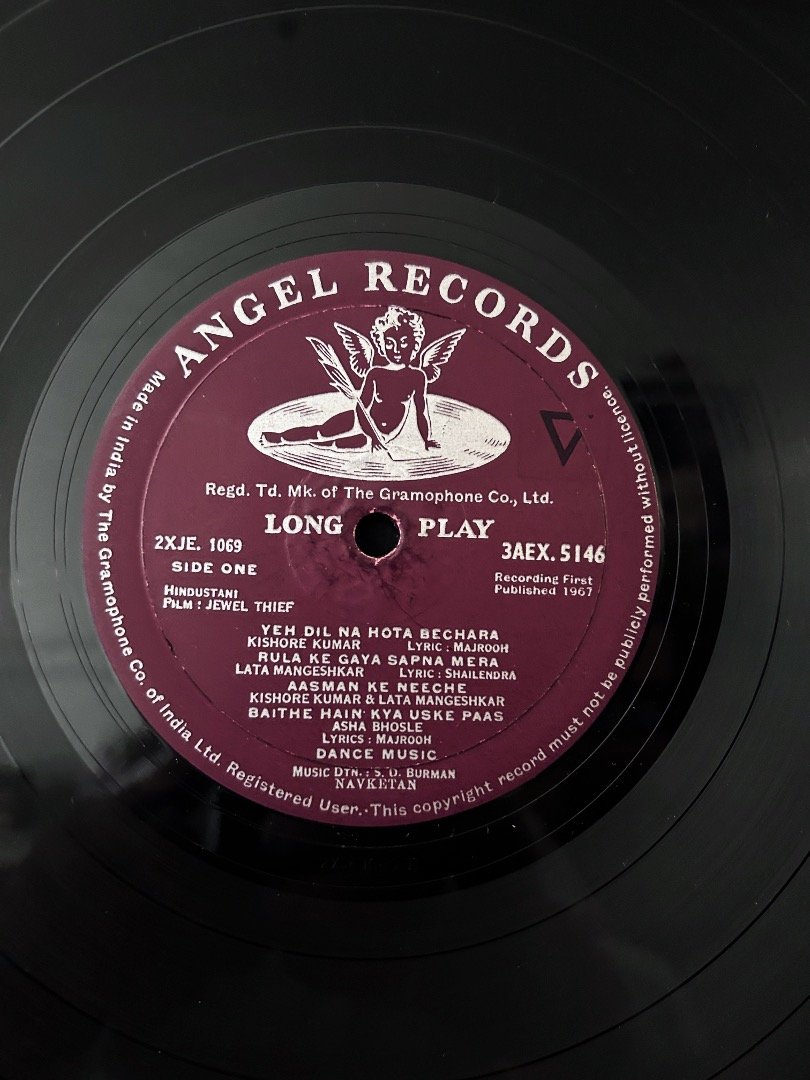 ANGEL RECORDS
Regd. Td. Mk. of The Gramophone Co., Ltd.
LONG PLAY
2XJE. 1069
3AEX. 5146
SIDE ONE
Recording First
Published 1967
HINDUSTANI
FILM : JEWEL THIEF
YEH DIL NA HOTA BECHARA
KISHORE KUMAR LYRIC : MAJROOH
RULA KE GAYA SAPNA MERA
LATA MANGESHKAR LYRIC : SHAILENDRA
AASMAN KE NEECHE
KISHORE KUMAR & LATA MANGESHKAR
BAITHE HAIN KYA USKE PAAS
ASHA BHOSLE
LYRICS : MAJROOH
DANCE MUSIC
MUSIC DTN. : S. D. BURMAN
NAVKETAN
Made in India by The Gramophone Co. of India Ltd. Registered User. · This copyright record must not be publicly performed without licence.